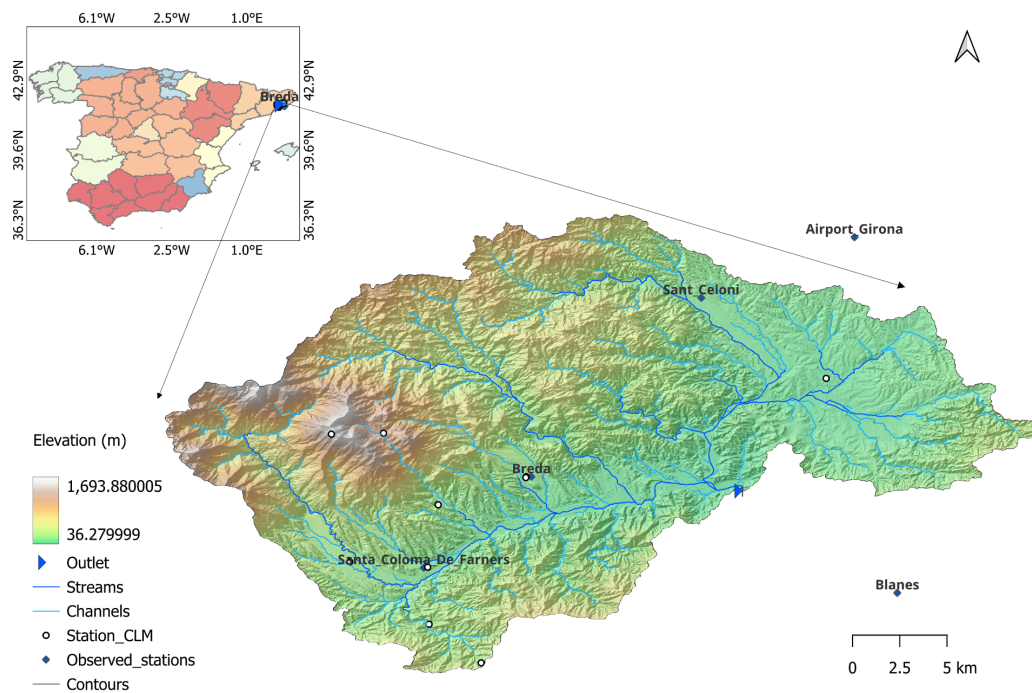 6.1°W 2.5°W 1.0°E
42.9°N
39.6°N
36.3°N
42.9°N
39.6°N
36.3°N
Breda
6.1°W 2.5°W 1.0°E
Airport_Girona
Sant_Celoni
Breda
Santa_Coloma_De_Farners
Blanes
Elevation (m)
1,693.880005
36.279999
Outlet
Streams
Channels
Station_CLM
Observed_stations
Contours
0 2.5 5 km